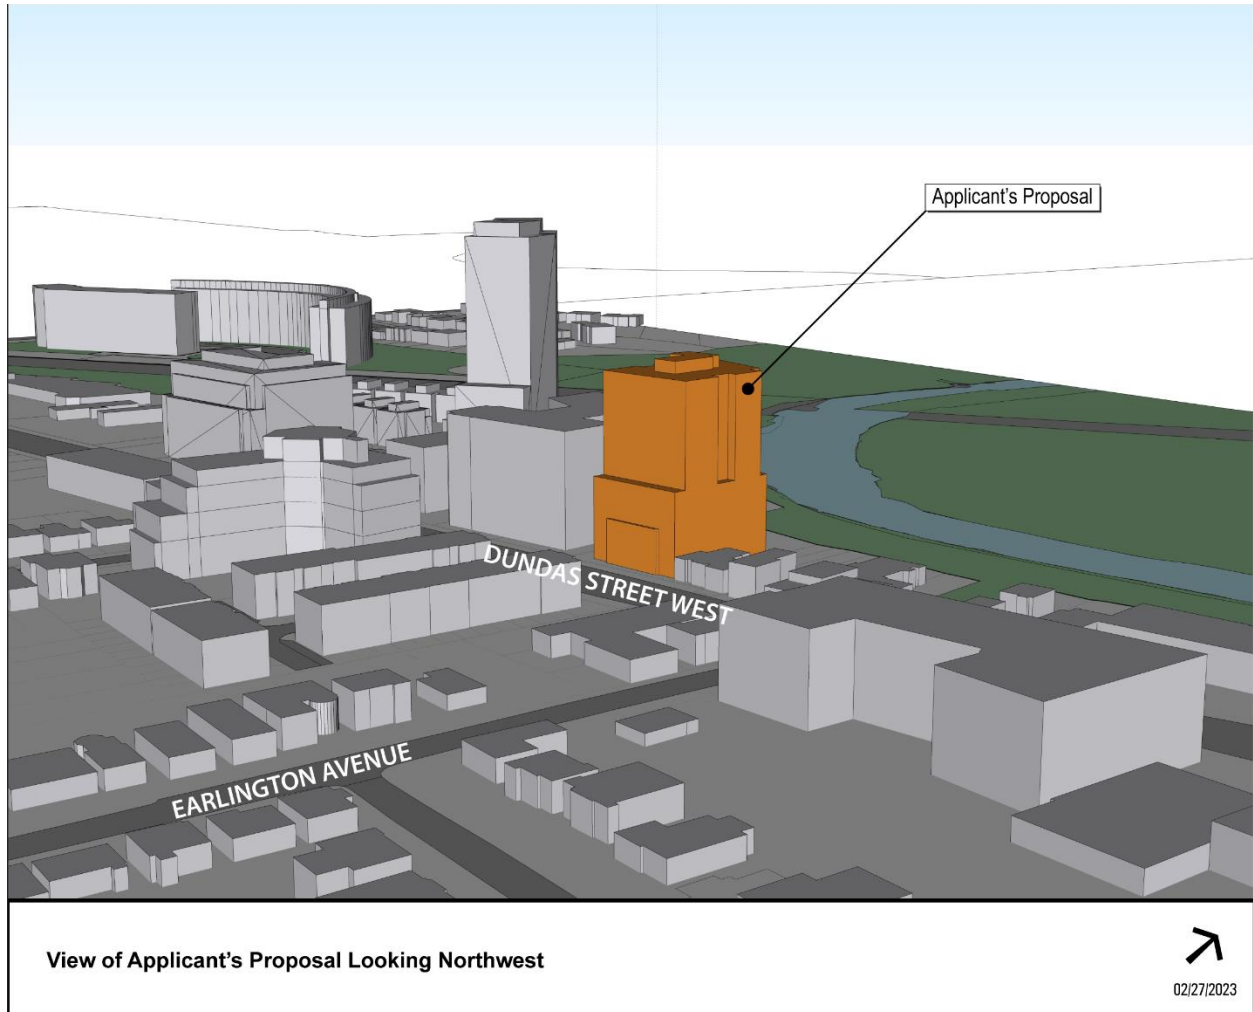 Applicant's Proposal
DUNDAS STREET WEST
EARLINGTON AVENUE
View of Applicant's Proposal Looking Northwest
02/27/2023